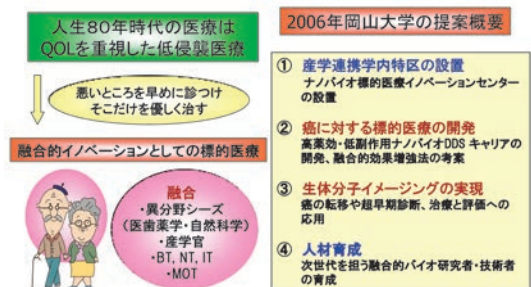 人生80年時代の医療は
QOLを重視した低侵襲医療
悪いところを早めに診つけ
そこだけを優しく治す
融合的イノベーションとしての標的医療
融合
・異分野シーズ
(医歯薬学・自然科学)
・産学官
・BT, NT, IT
・MOT
2006年岡山大学の提案概要
① 産学連携学内特区の設置
ナノバイオ標的医療イノベーションセンター
の設置
② 癌に対する標的医療の開発
高薬効・低副作用ナノバイオDDS キャリアの
開発、融合的効果増強法の考案
③ 生体分子イメージングの実現
癌の転移や超早期診断、治療と評価への
応用
④ 人材育成
次世代を担う融合的バイオ研究者・技術者
の育成